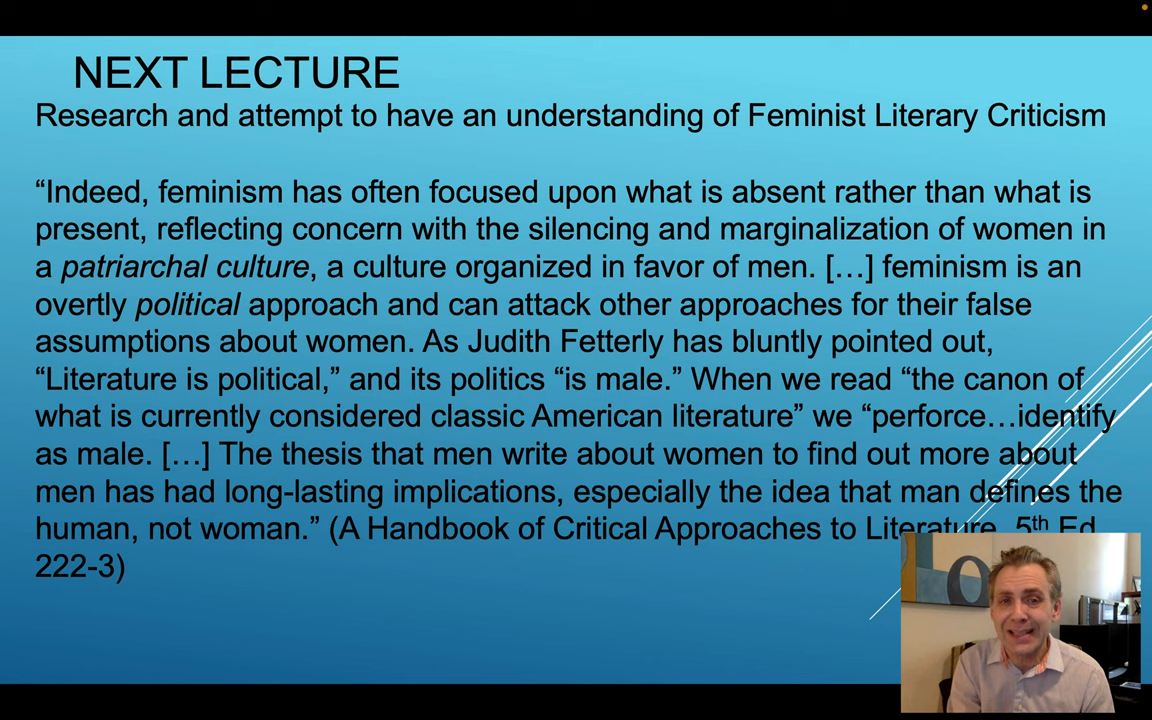 NEXT LECTURE
Research and attempt to have an understanding of Feminist Literary Criticism
“Indeed, feminism has often focused upon what is absent rather than what is
present, reflecting concern with the silencing and marginalization of women in
a patriarchal culture, a culture organized in favor of men. […] feminism is an
overtly political approach and can attack other approaches for their false
assumptions about women. As Judith Fetterly has bluntly pointed out,
“Literature is political,” and its politics “is male.” When we read “the canon of
what is currently considered classic American literature” we “perforce…identify
as male. […] The thesis that men write about women to find out more about
men has had long-lasting implications, especially the idea that man defines the
human, not woman.” (A Handbook of Critical Approaches to Literature, 5th Ed
222-3)